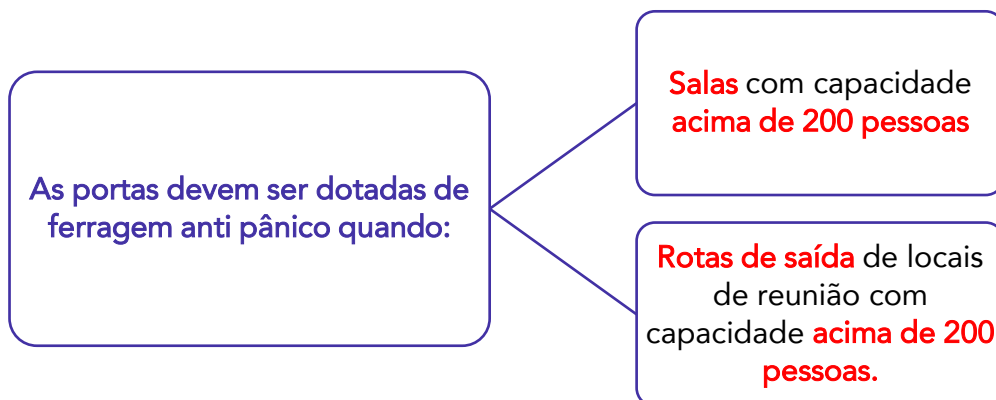 As portas devem ser dotadas de
ferragem anti pânico quando:
Salas com capacidade
acima de 200 pessoas
Rotas de saída de locais
de reunião com
capacidade acima de 200
pessoas.